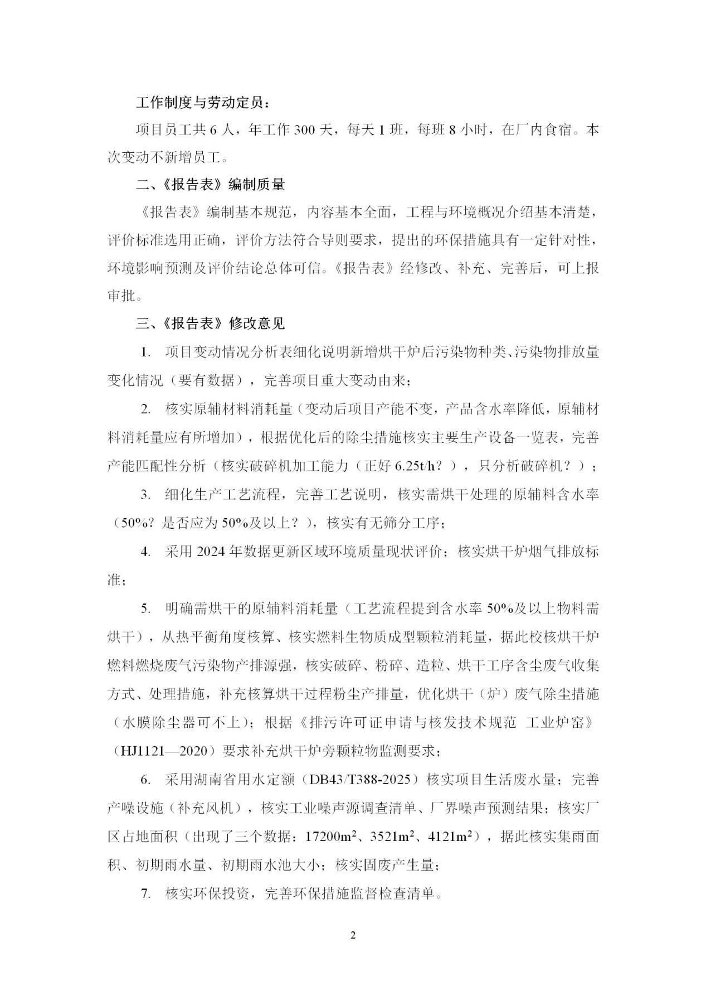 工作制度与劳动定员：
项目员工共 6 人，年工作 300 天，每天 1 班，每班 8 小时，在厂内食宿。本
次变动不新增员工。
二、《报告表》编制质量
《报告表》编制基本规范，内容基本全面，工程与环境概况介绍基本清楚，
评价标准选用正确，评价方法符合导则要求，提出的环保措施具有一定针对性，
环境影响预测及评价结论总体可信。《报告表》经修改、补充、完善后，可上报
审批。
三、《报告表》修改意见
1. 项目变动情况分析表细化说明新增烘干炉后污染物种类、污染物排放量
变化情况（要有数据），完善项目重大变动由来；
2. 核实原辅材料消耗量（变动后项目产能不变，产品含水率降低，原辅材
料消耗量应有所增加），根据优化后的除尘措施核实主要生产设备一览表，完善
产能匹配性分析（核实破碎机加工能力（正好 6.25t/h？），只分析破碎机？）；
3. 细化生产工艺流程，完善工艺说明，核实需烘干处理的原辅料含水率
（50%？是否应为 50%及以上？），核实有无筛分工序；
4. 采用 2024 年数据更新区域环境质量现状评价；核实烘干炉烟气排放标
准；
5. 明确需烘干的原辅料消耗量（工艺流程提到含水率 50%及以上物料需
烘干），从热平衡角度核算、核实燃料生物质成型颗粒消耗量，据此校核烘干炉
燃料燃烧废气污染物产排源强，核实破碎、粉碎、造粒、烘干工序含尘废气收集
方式、处理措施，补充核算烘干过程粉尘产排量，优化烘干（炉）废气除尘措施
（水膜除尘器可不上）；根据《排污许可证申请与核发技术规范 工业炉窑》
（HJ1121—2020）要求补充烘干炉旁颗粒物监测要求；
6. 采用湖南省用水定额（DB43/T388-2025）核实项目生活废水量；完善
产噪设施（补充风机），核实工业噪声源调查清单、厂界噪声预测结果；核实厂
区占地面积（出现了三个数据：17200m²、3521m²、4121m²），据此核实集雨面
积、初期雨水量、初期雨水池大小；核实固废产生量；
7. 核实环保投资，完善环保措施监督检查清单。
2